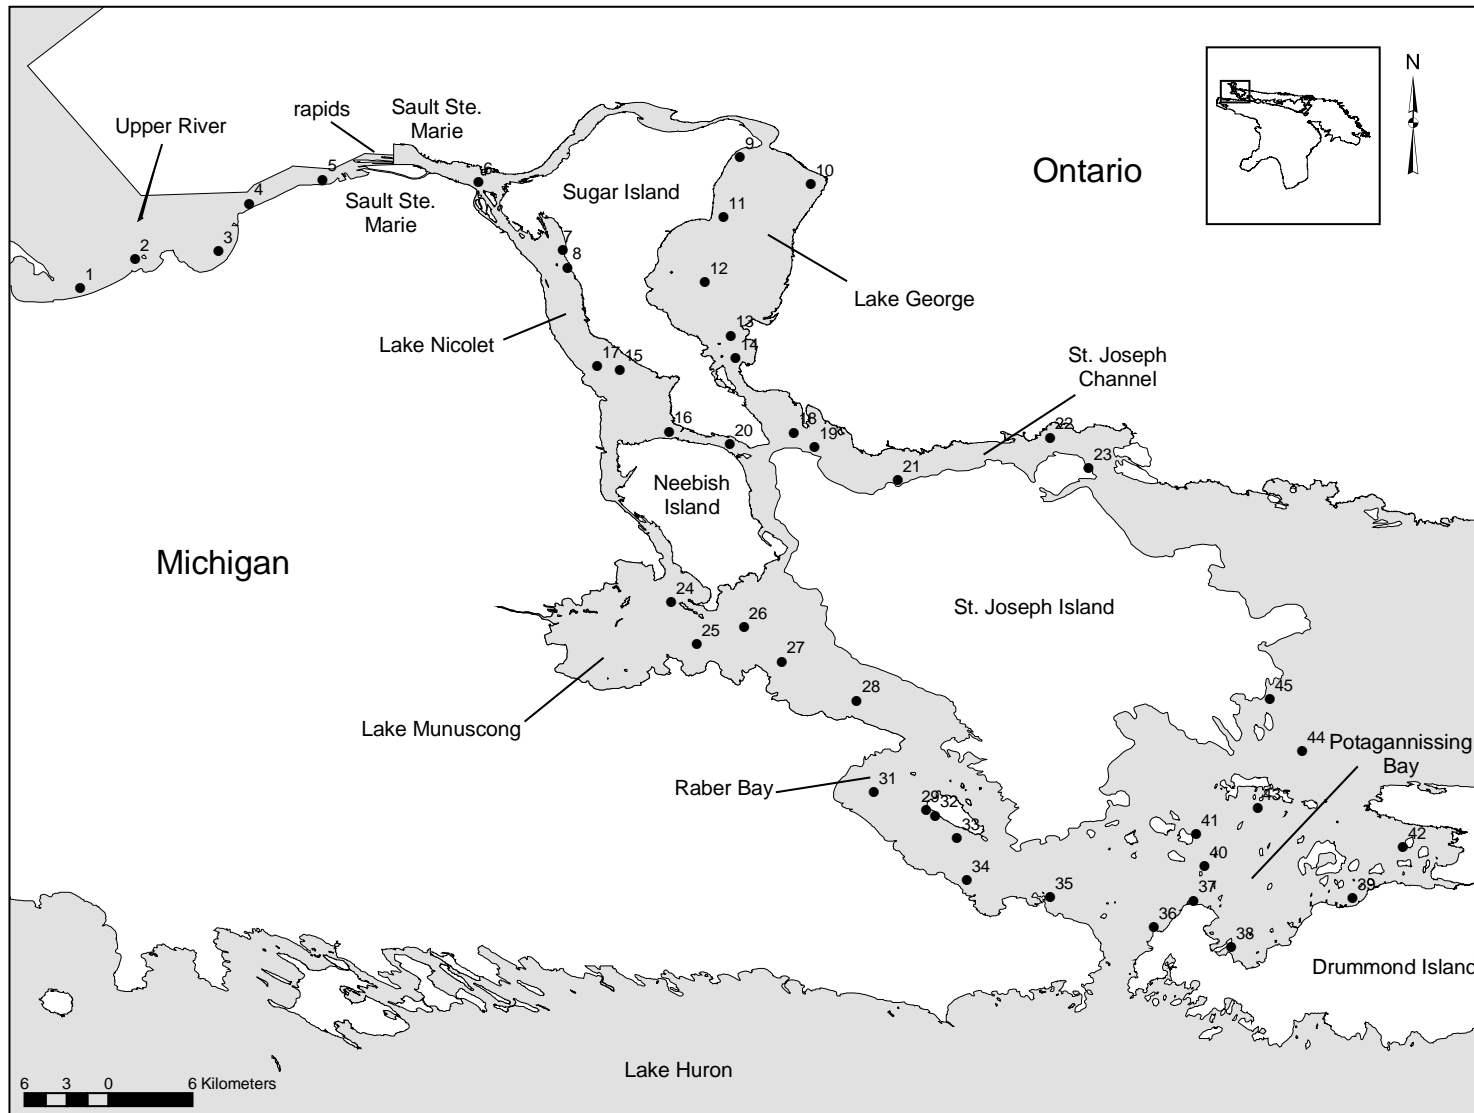 N
rapids
Sault Ste.
Marie
Upper River
Sault Ste.
Marie
Sugar Island
Ontario
Lake George
Lake Nicolet
St. Joseph
Channel
Neebish
Island
Michigan
St. Joseph Island
Lake Munuscong
Raber Bay
Potagannissing
Bay
Drummond Island
Lake Huron
1
2
3
4
5
6
7
8
9
10
11
12
13
14
17
15
16
20
18
19
21
22
23
24
25
26
27
28
31
29
32
33
34
35
36
37
38
39
40
41
42
43
44
45
6 3 0 6 Kilometers